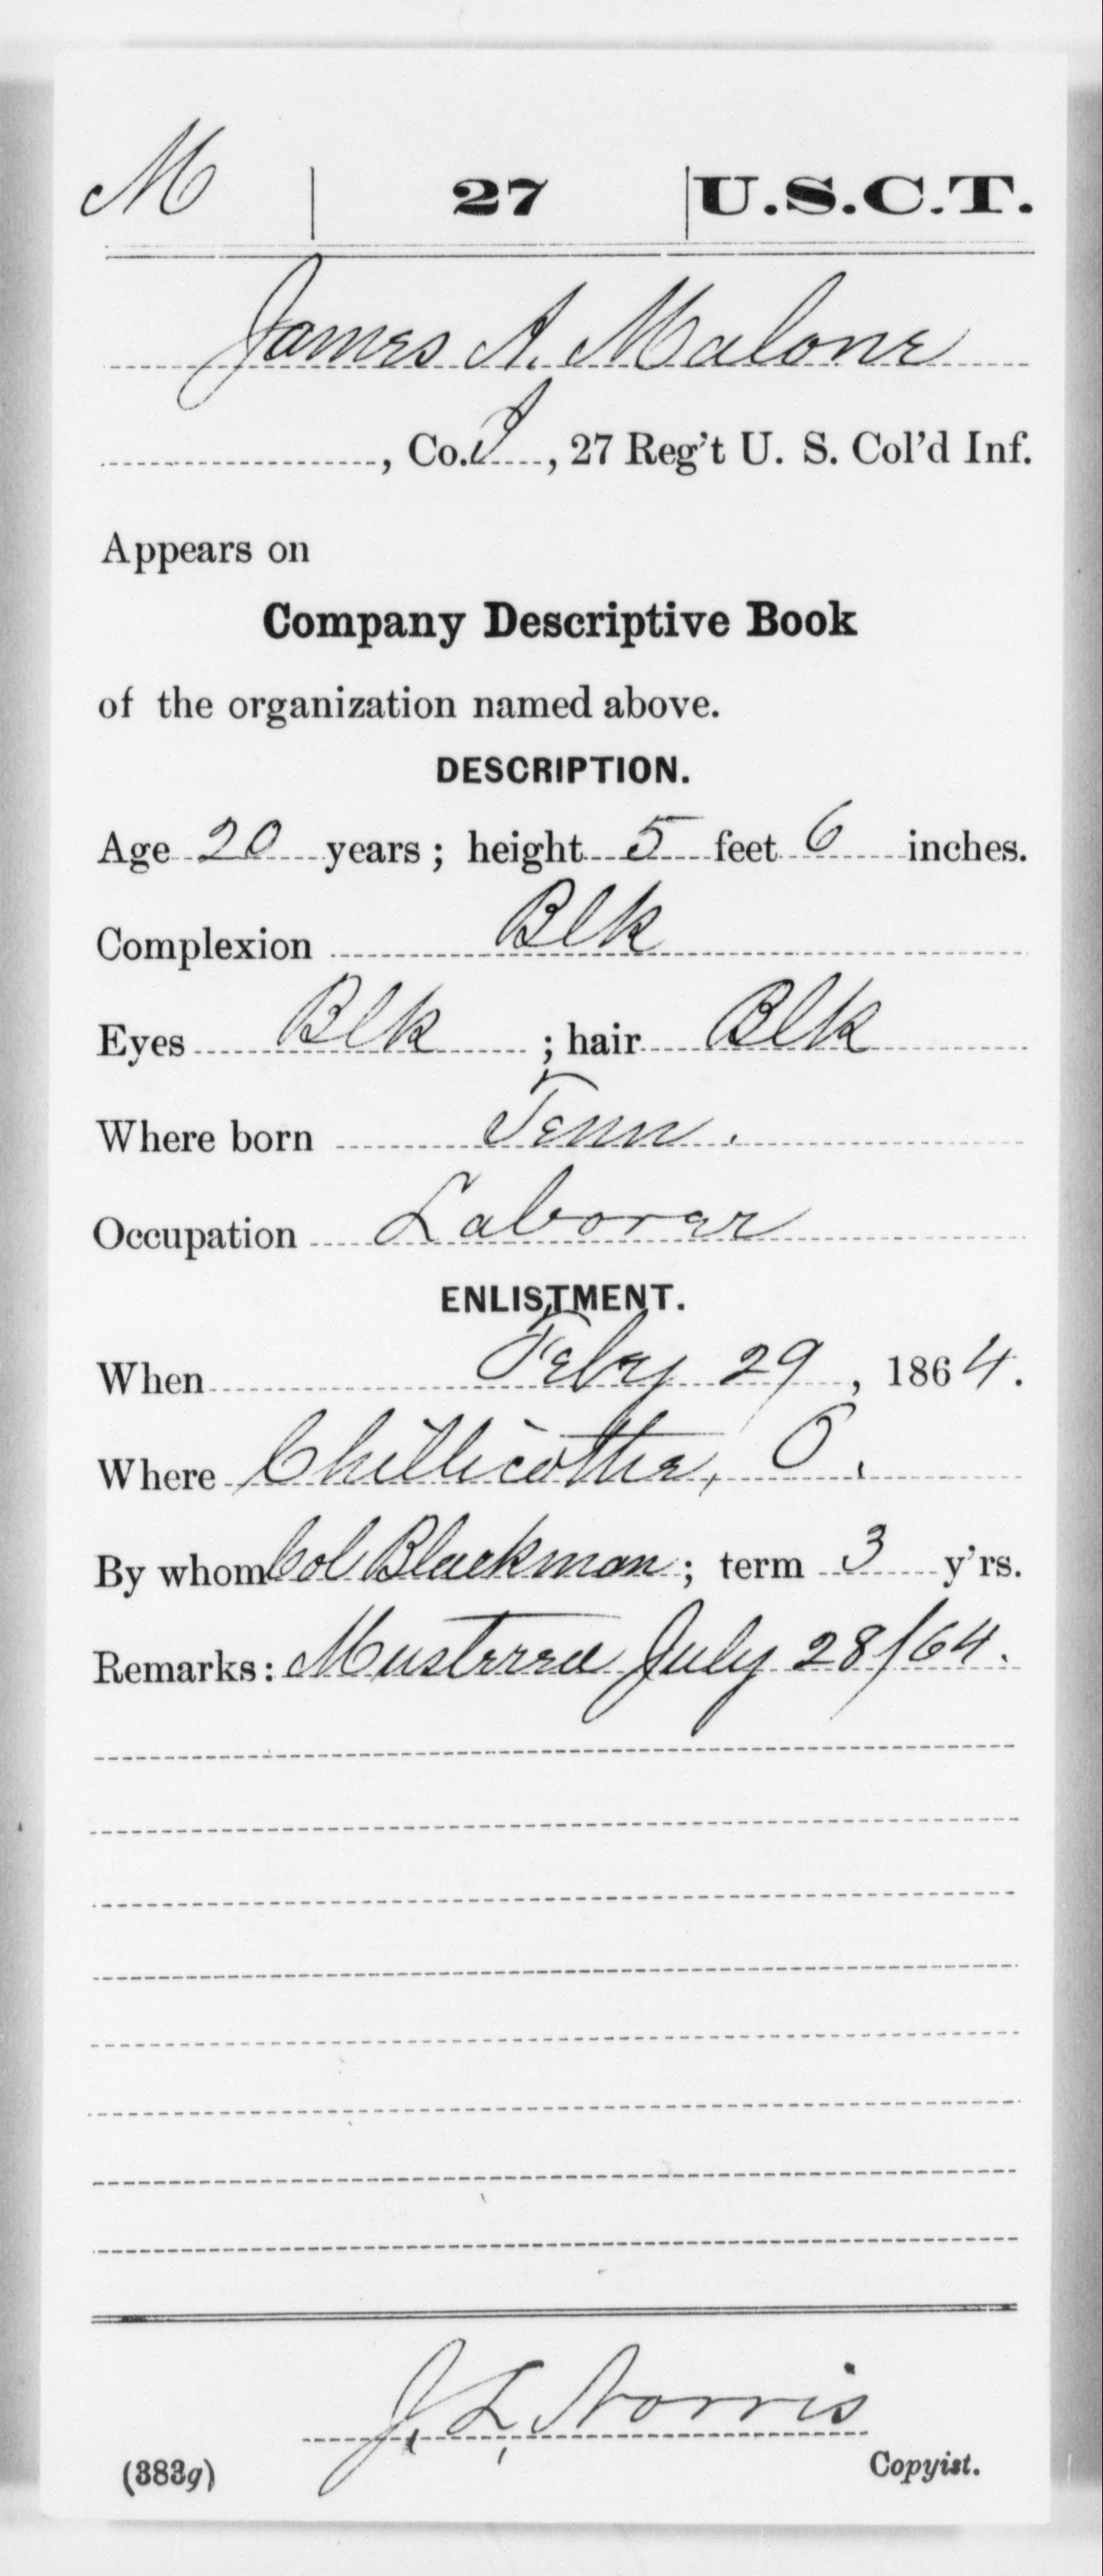 M | 27 | U.S.C.T.
James A. Malone
, Co. I, 27 Reg't U. S. Col'd Inf.
Appears on
Company Descriptive Book
of the organization named above.
DESCRIPTION.
Age 20 years; height 5 feet 6 inches.
Complexion Blk
Eyes Blk; hair Blk
Where born Tenn.
Occupation Laborer
ENLISTMENT.
When Feby 29, 1864.
Where Chillicothe, O.
By whom Col Blackman; term 3 y'rs.
Remarks: Mustered July 28/64.
J. L. Norris
(383g) Copyist.